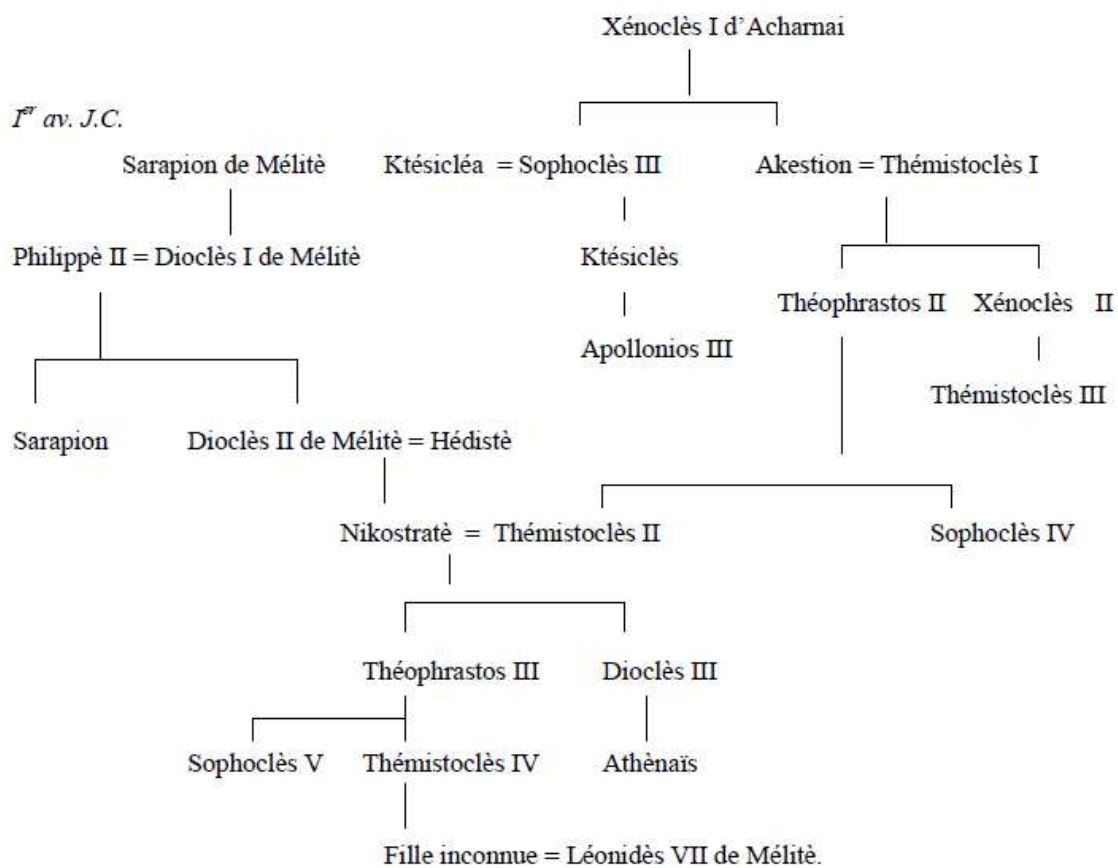 Xénoclès I d’Acharnai
Iᵉʳ av. J.C.
Sarapion de Mélitè Ktésicléa = Sophoclès III Akestion = Thémistoclès I
Philippè II = Dioclès I de Mélitè Ktésiclès
Théophrastos II Xénoclès II
Apollonios III
Thémistoclès III
Sarapion Dioclès II de Mélitè = Hédistè
Nikostratè = Thémistoclès II Sophoclès IV
Théophrastos III Dioclès III
Sophoclès V Thémistoclès IV Athènaïs
Fille inconnue = Léonidès VII de Mélitè.